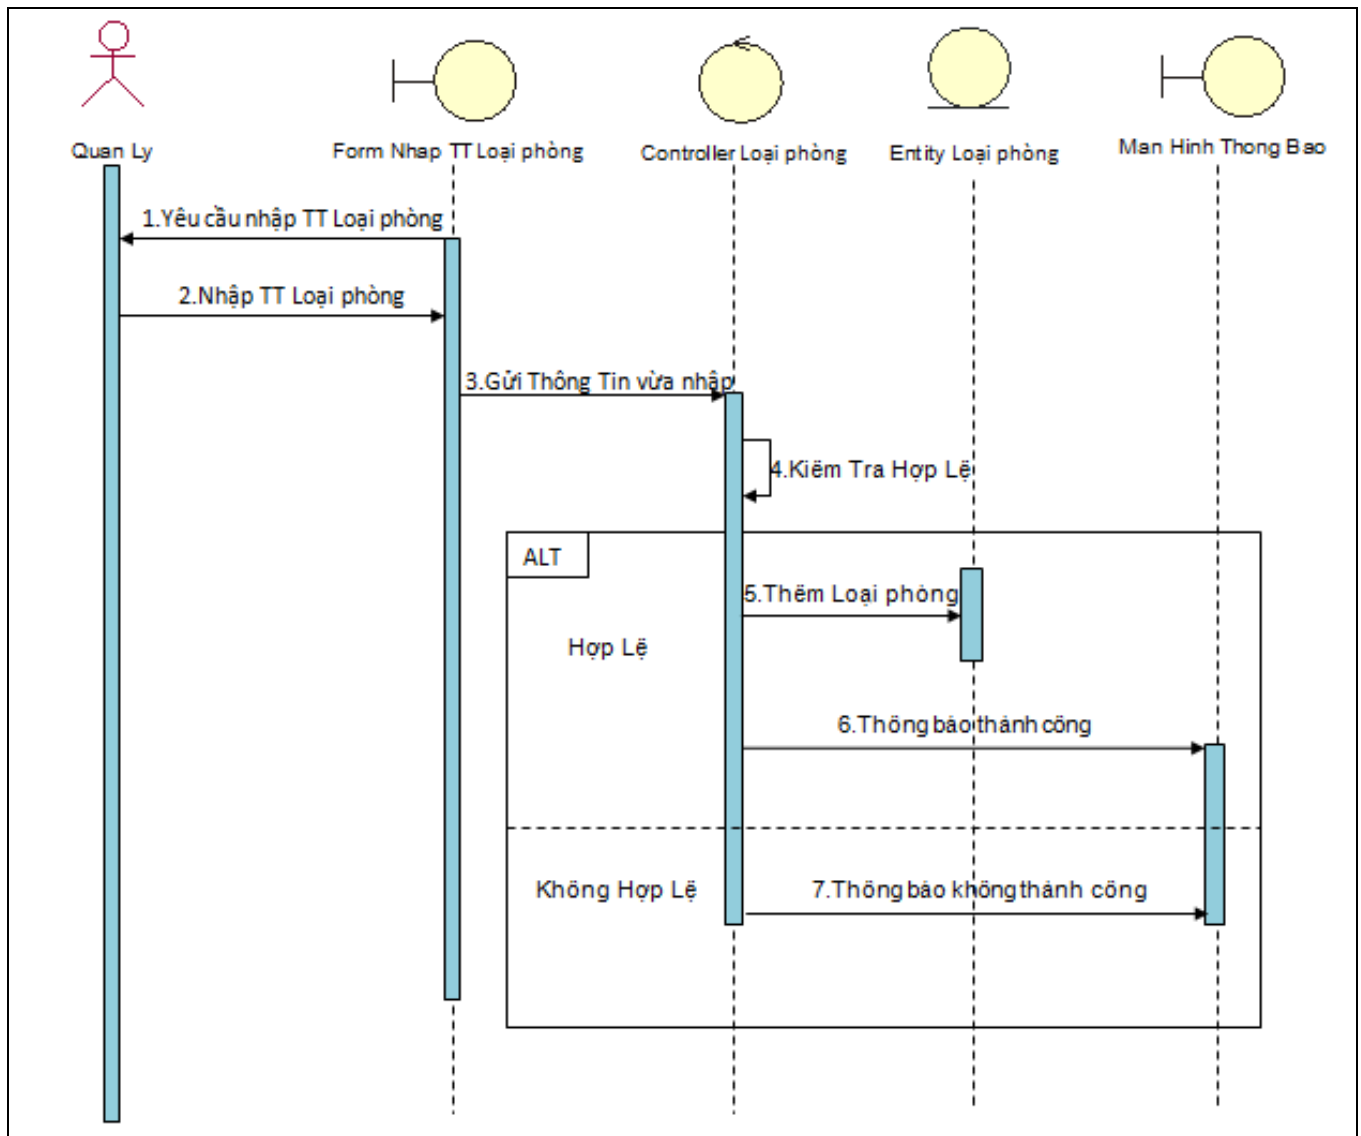 Quan Ly
Form Nhap TT Loại phòng
Controller Loại phòng
Entity Loại phòng
Man Hinh Thong Bao
1.Yêu cầu nhập TT Loại phòng
2.Nhập TT Loại phòng
3.Gửi Thông Tin vừa nhập
4.Kiêm Tra Hợp Lệ
ALT
5.Thêm Loại phòng
Hợp Lệ
6.Thông báo thành công
Không Hợp Lệ
7.Thông báo không thành công